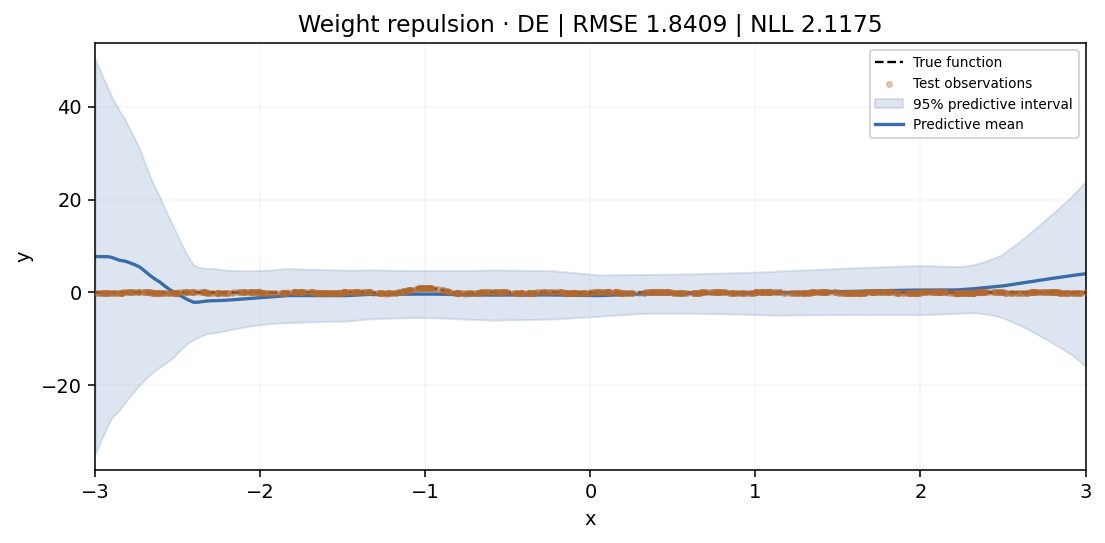 Weight repulsion · DE | RMSE 1.8409 | NLL 2.1175
True function
Test observations
95% predictive interval
Predictive mean
y
40
20
0
−20
−3
−2
−1
0
1
2
3
x